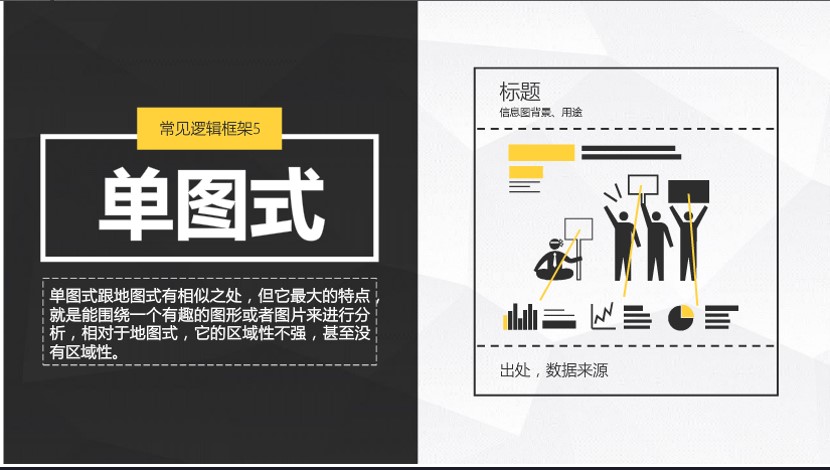 常见逻辑框架5
单图式
单图式跟地图式有相似之处，但它最大的特点，
就是能围绕一个有趣的图形或者图片来进行分
析，相对于地图式，它的区域性不强，甚至没
有区域性。
标题
信息图背景、用途
出处，数据来源